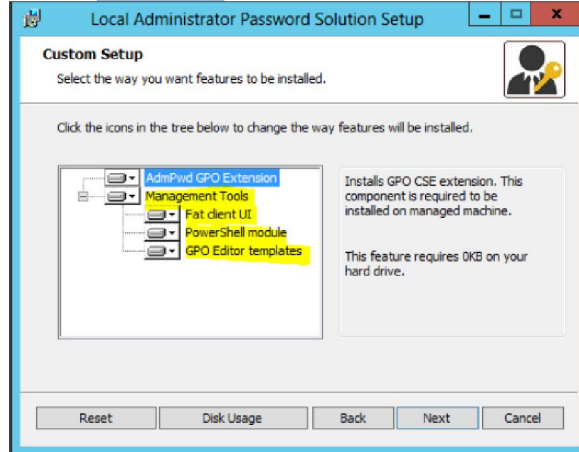 Local Administrator Password Solution Setup
Custom Setup
Select the way you want features to be installed.
Click the icons in the tree below to change the way features will be installed.
AdmPwd GPO Extension
Management Tools
Fat client UI
PowerShell module
GPO Editor templates
Installs GPO CSE extension. This
component is required to be
installed on managed machine.
This feature requires 0KB on your
hard drive.
Reset
Disk Usage
Back
Next
Cancel